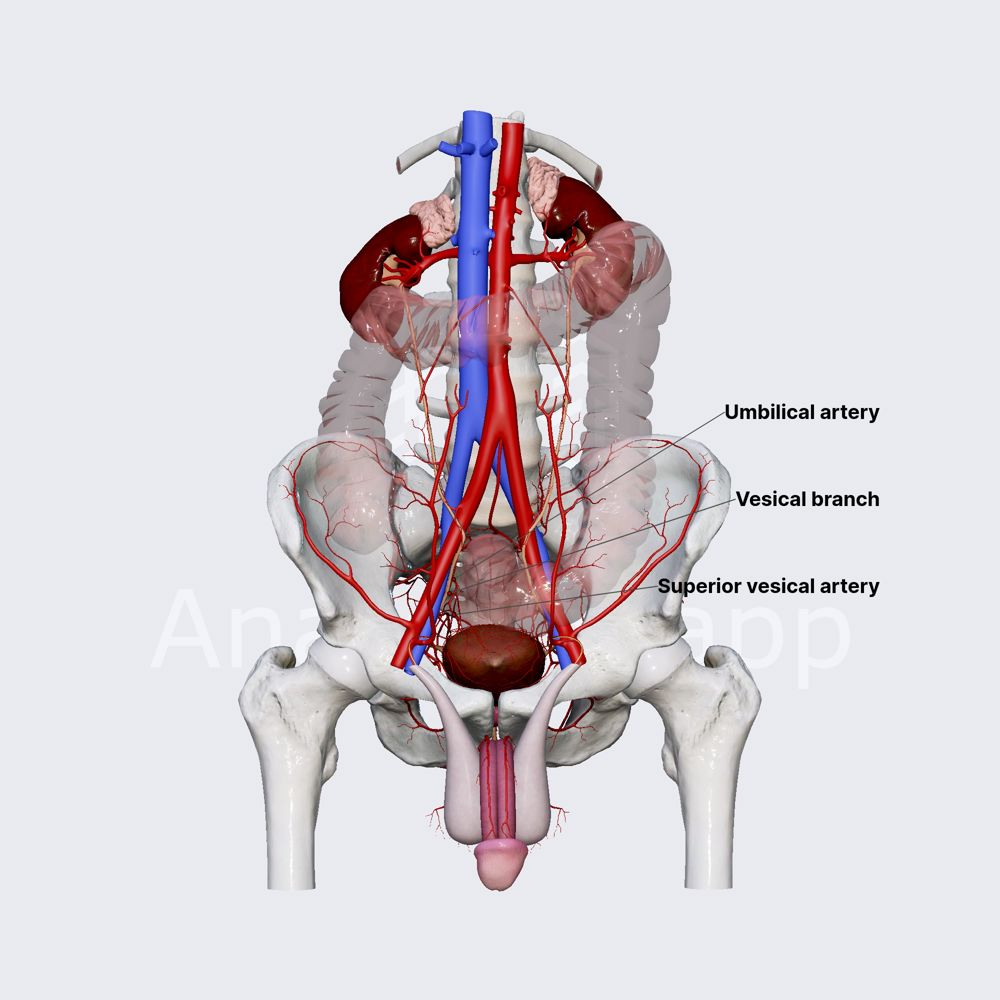 Umbilical artery
Vesical branch
Superior vesical artery